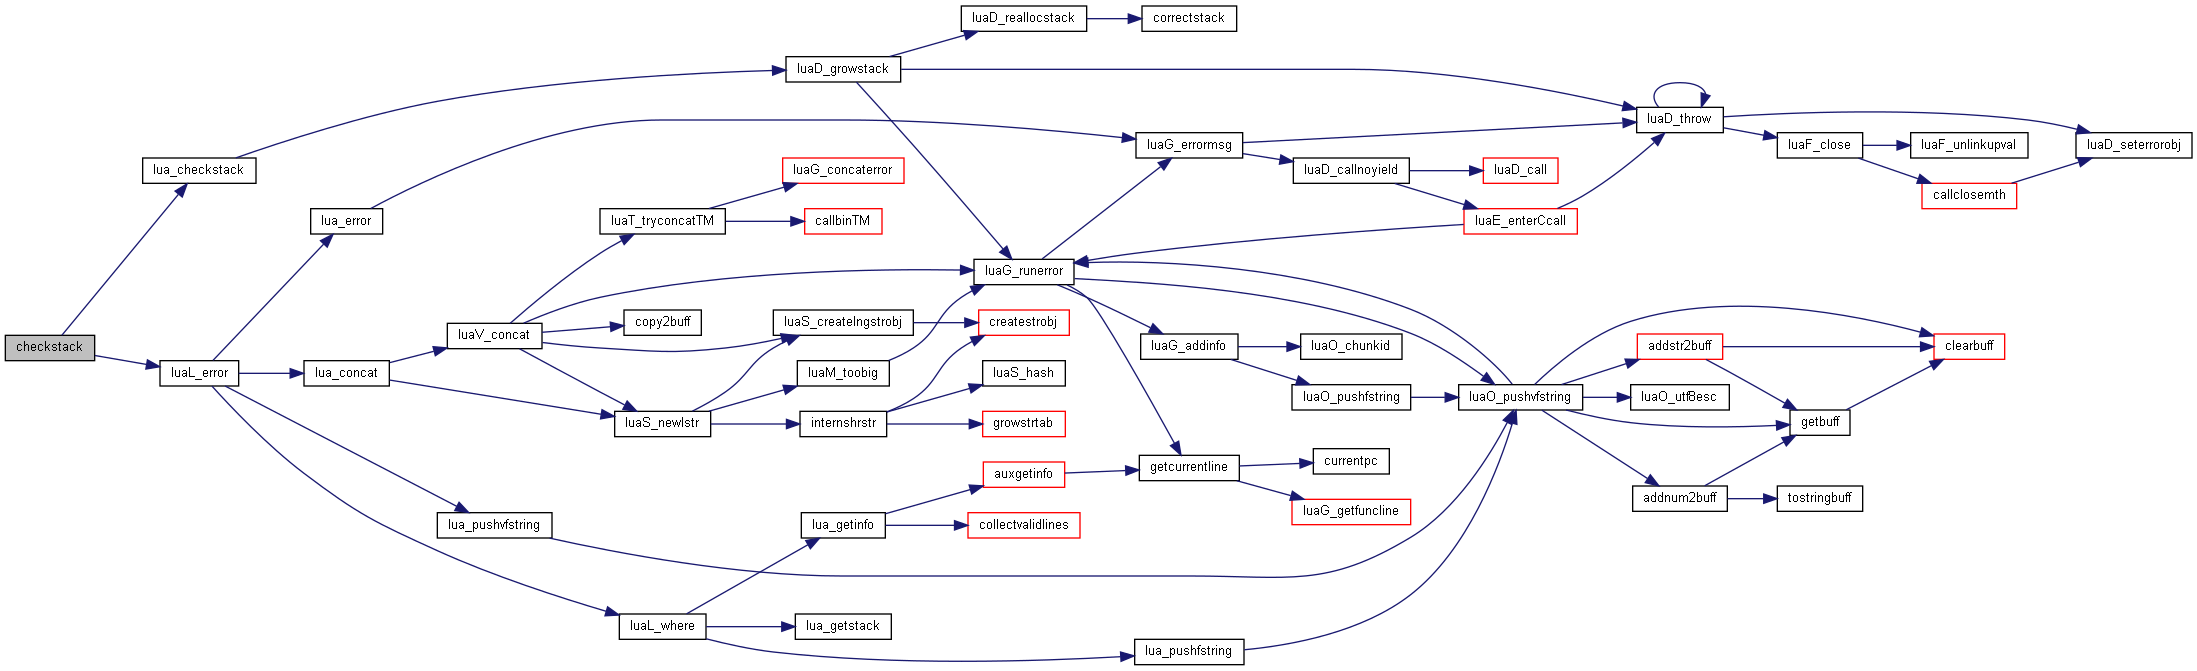 luaD_reallocstack
correctstack
luaD_growstack
luaD_throw
luaG_errormsg
luaF_close
luaF_unlinkupval
luaD_seterrorobj
lua_checkstack
luaG_concaterror
luaD_callnoyield
luaD_call
callclosemth
lua_error
luaT_tryconcatTM
callbinTM
luaE_enterCcall
luaG_runerror
luaV_concat
copy2buff
luaS_createlngstrobj
createstrobj
checkstack
luaG_addinfo
luaO_chunkid
addstr2buff
clearbuff
luaL_error
lua_concat
luaM_toobig
luaS_hash
luaO_pushfstring
luaO_pushvfstring
luaO_utf8esc
luaS_newlstr
internshrstr
growstrtab
getbuff
auxgetinfo
getcurrentline
currentpc
addnum2buff
tostringbuff
lua_pushvfstring
lua_getinfo
collectvalidlines
luaG_getfuncline
luaL_where
lua_getstack
lua_pushfstring